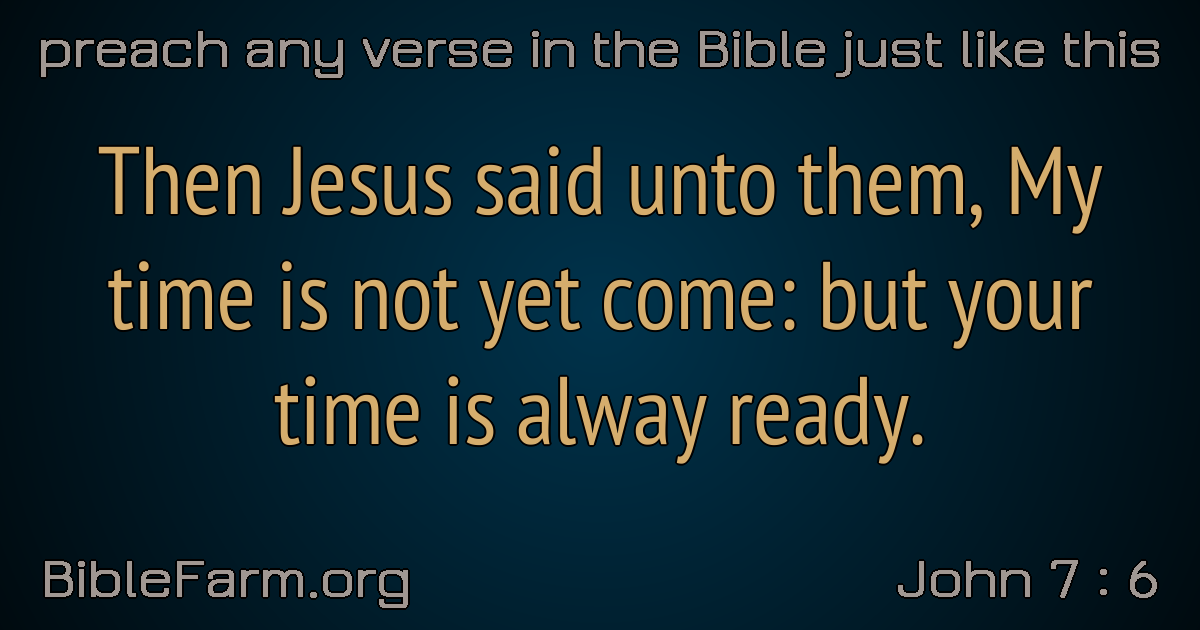 preach any verse in the Bible just like this
Then Jesus said unto them, My
time is not yet come: but your
time is alway ready.
BibleFarm.org
John 7 : 6